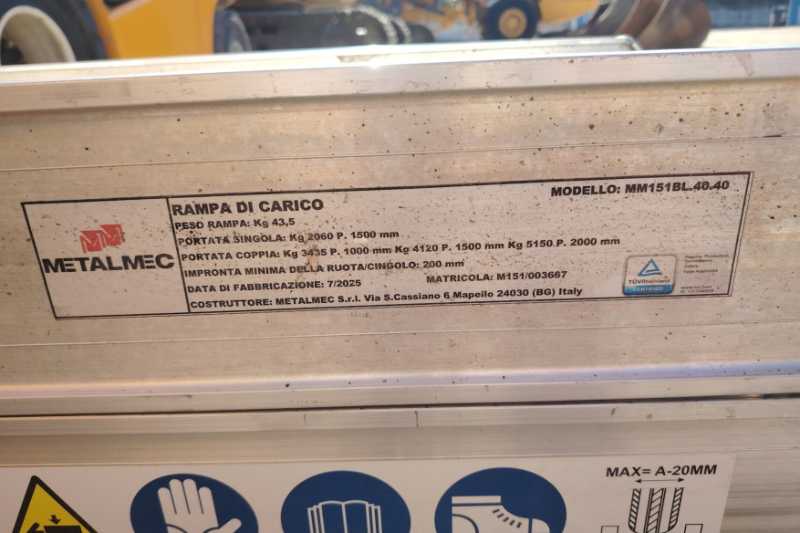 MODELLO: MM151BL.40.40
RAMPA DI CARICO
PESO RAMPA: Kg 43,5
PORTATA SINGOLA: Kg 2060 P. 1500 mm
PORTATA COPPIA: Kg 3435 P. 1000 mm Kg 4120 P. 1500 mm Kg 5150 P. 2000 mm
IMPRONTA MINIMA DELLA RUOTA/CINGOLO: 200 mm
DATA DI FABBRICAZIONE: 7/2025 MATRICOLA: M151/003667
COSTRUTTORE: METALMEC S.r.l. Via S.Cassiano 6 Mapello 24030 (BG) Italy
METALMEC
TÜVRheinland
MAX= A-20MM